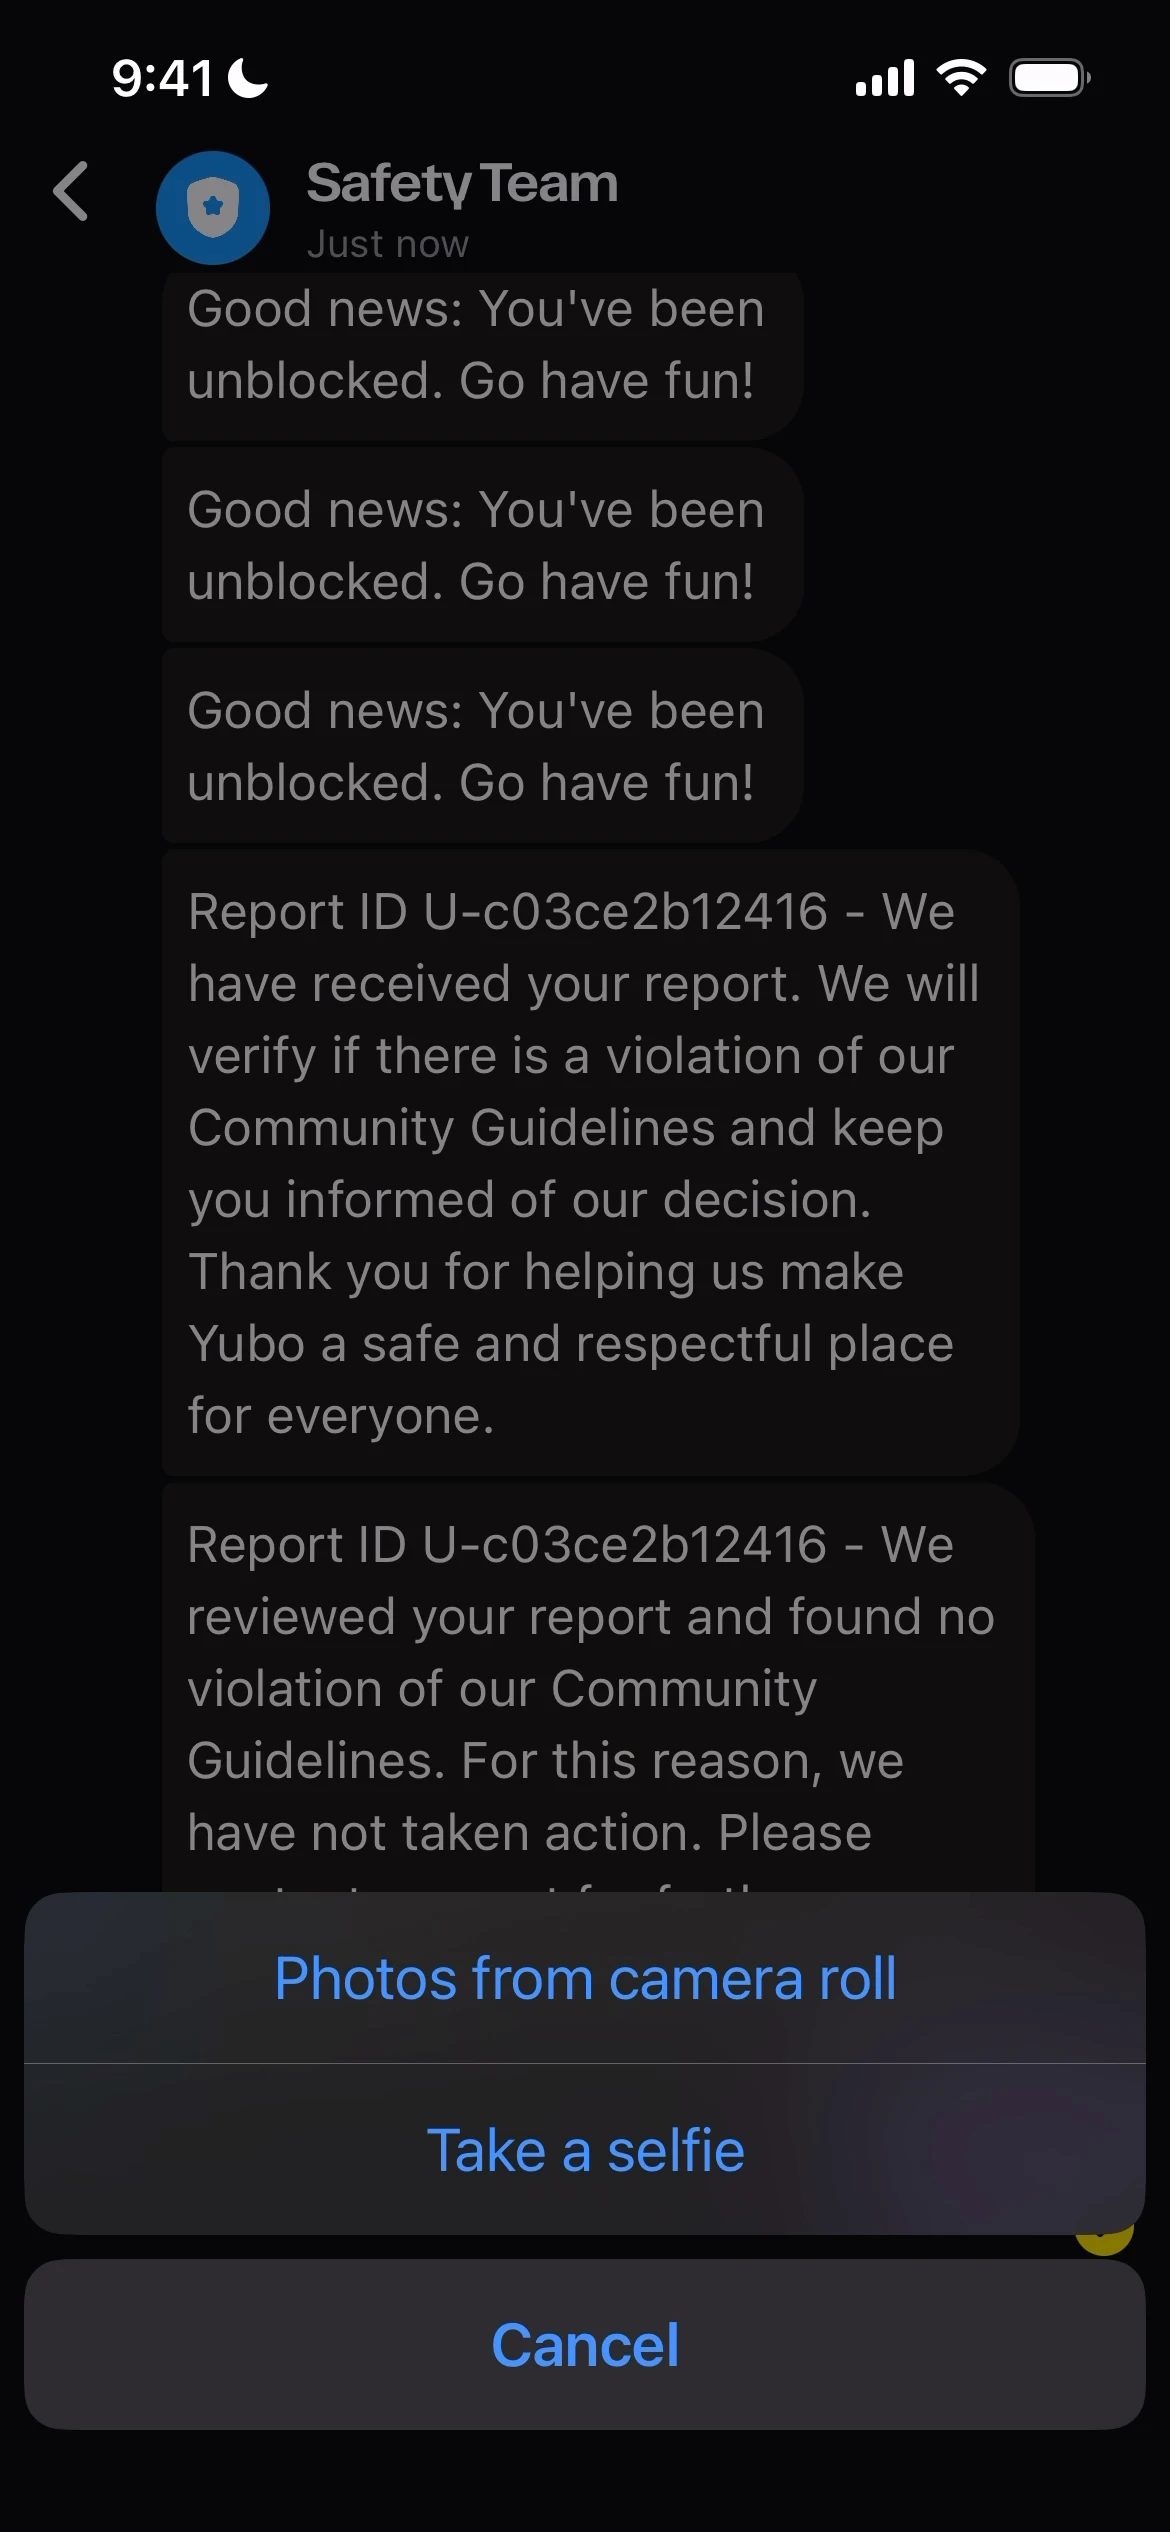 9:41
Safety Team
Just now
Good news: You've been
unblocked. Go have fun!
Good news: You've been
unblocked. Go have fun!
Good news: You've been
unblocked. Go have fun!
Report ID U-c03ce2b12416 - We
have received your report. We will
verify if there is a violation of our
Community Guidelines and keep
you informed of our decision.
Thank you for helping us make
Yubo a safe and respectful place
for everyone.
Report ID U-c03ce2b12416 - We
reviewed your report and found no
violation of our Community
Guidelines. For this reason, we
have not taken action. Please
Photos from camera roll
Take a selfie
Cancel